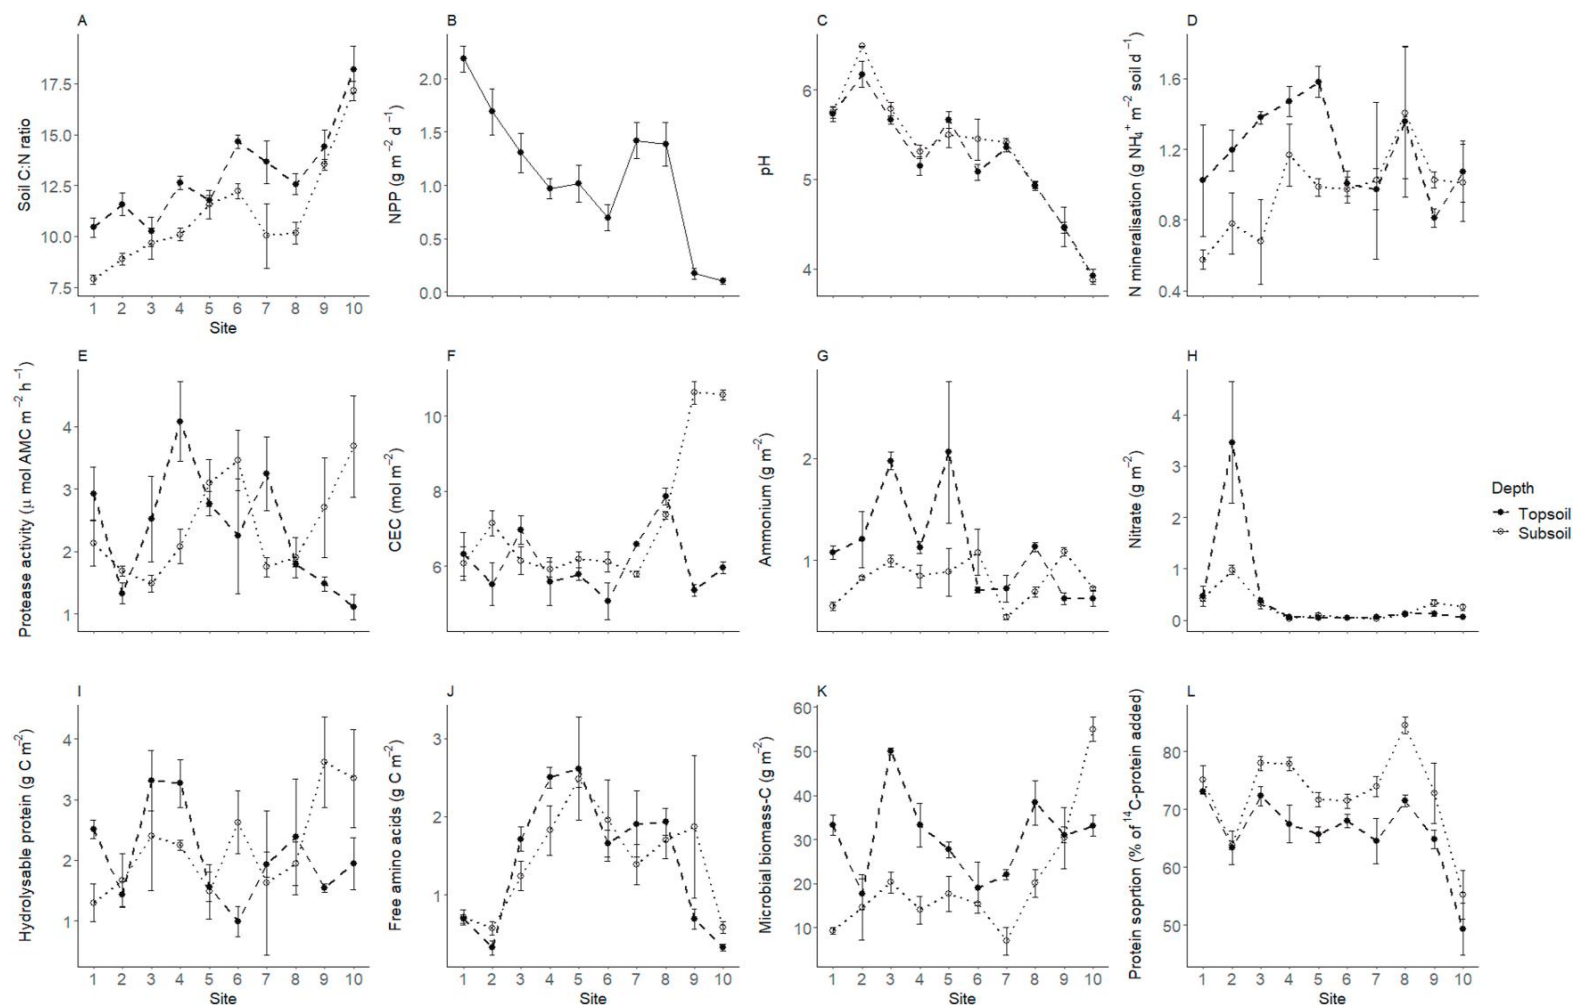 A
Soil C:N ratio
17.5
15.0
12.5
10.0
7.5
1 2 3 4 5 6 7 8 9 10
Site
B
NPP (g m⁻² d⁻¹)
2.0
1.5
1.0
0.5
0.0
C
pH
6
5
4
D
N mineralisation (g NH₄⁺ m⁻² soil d⁻¹)
1.6
1.2
0.8
0.4
E
Protease activity (μ mol AMC m⁻² h⁻¹)
4
3
2
1
F
CEC (mol m⁻²)
10
8
6
G
Ammonium (g m⁻²)
2
1
H
Nitrate (g m⁻²)
4
3
2
1
0
Depth
Topsoil
Subsoil
I
Hydrolysable protein (g C m⁻²)
4
3
2
1
1 2 3 4 5 6 7 8 9 10
Site
J
Free amino acids (g C m⁻²)
3
2
1
1 2 3 4 5 6 7 8 9 10
Site
K
Microbial biomass-C (g m⁻²)
60
50
40
30
20
10
1 2 3 4 5 6 7 8 9 10
Site
L
Protein soprtion (% of ¹⁴C-protein added)
80
70
60
50
1 2 3 4 5 6 7 8 9 10
Site